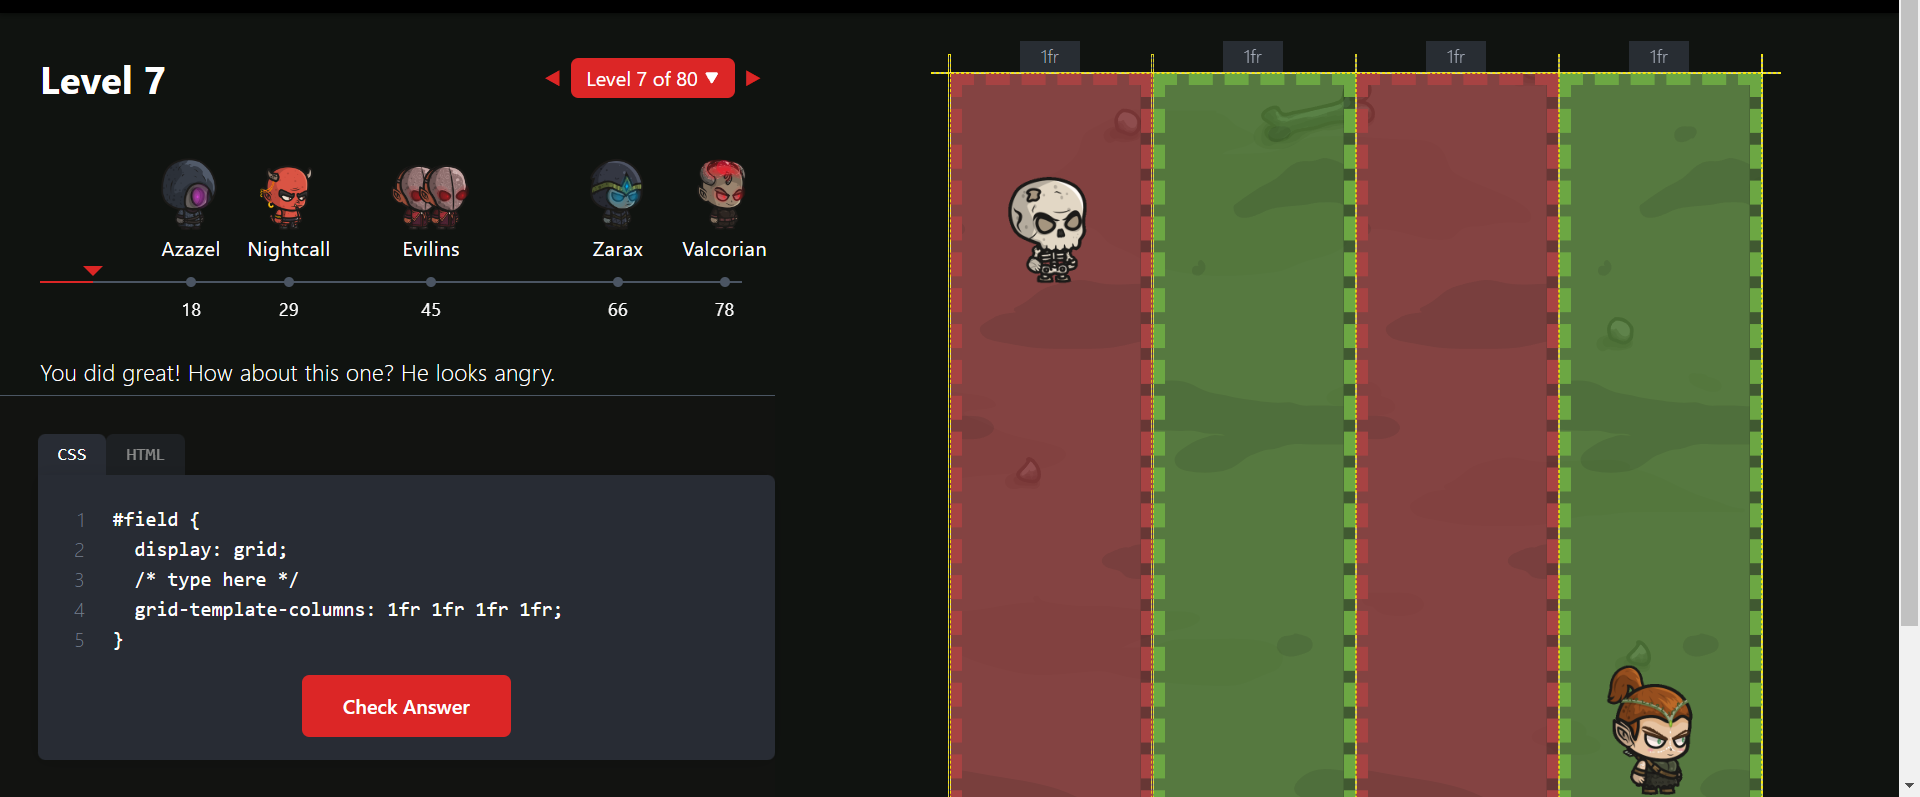 1fr 1fr 1fr 1fr
Level 7
Level 7 of 80 ▼
Azazel Nightcall Evilins Zarax Valcorian
18 29 45 66 78
You did great! How about this one? He looks angry.
CSS HTML
1 #field {
2 display: grid;
3 /* type here */
4 grid-template-columns: 1fr 1fr 1fr 1fr;
5 }
Check Answer